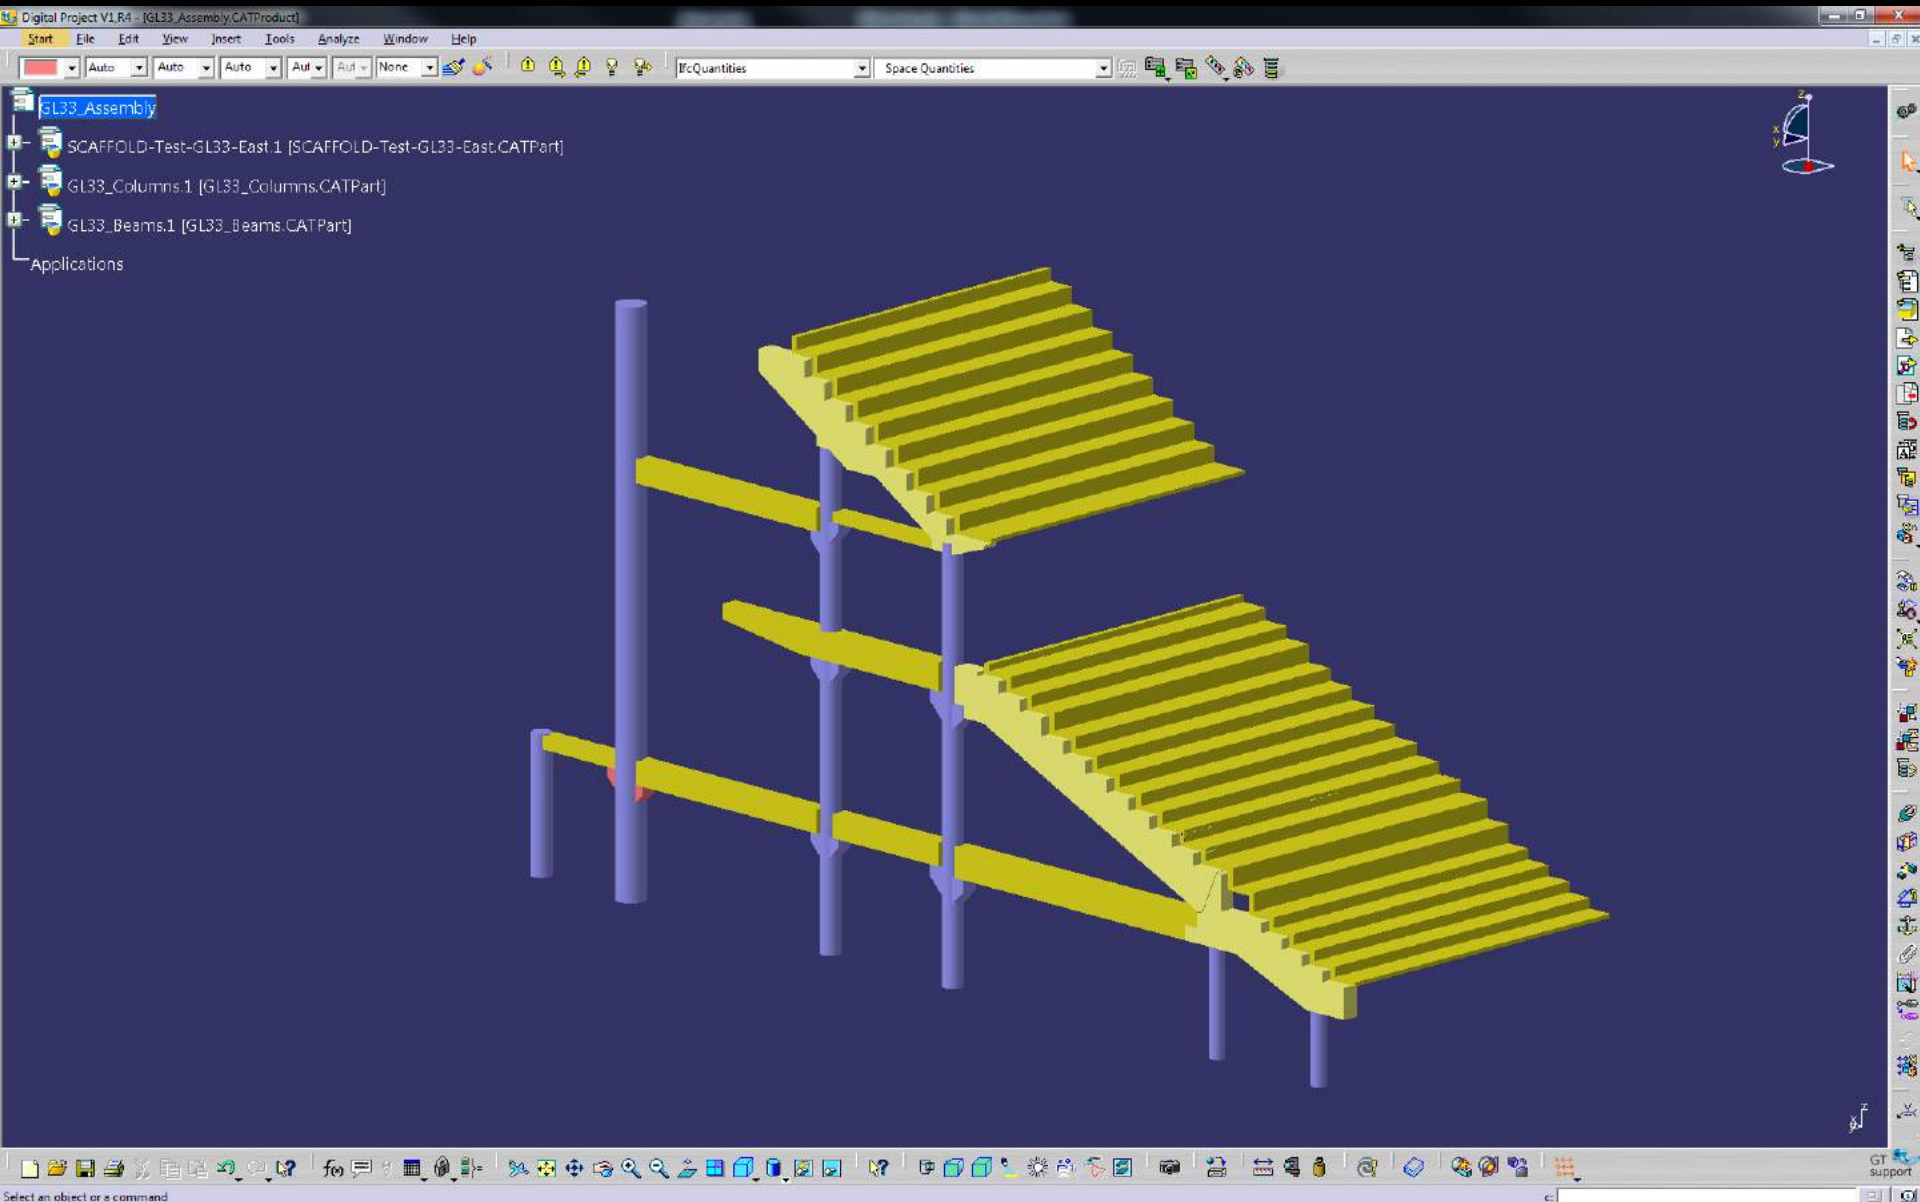 Digital Project V1,R4 - [GL33_Assembly.CATProduct]
Start File Edit View Insert Tools Analyze Window Help
Auto Auto Auto Aut Aut None IfcQuantities Space Quantities
GL33_Assembly
SCAFFOLD-Test-GL33-East.1 [SCAFFOLD-Test-GL33-East.CATPart]
GL33_Columns.1 [GL33_Columns.CATPart]
GL33_Beams.1 [GL33_Beams.CATPart]
Applications
z
x
y
z
GT
support
Select an object or a command
c: